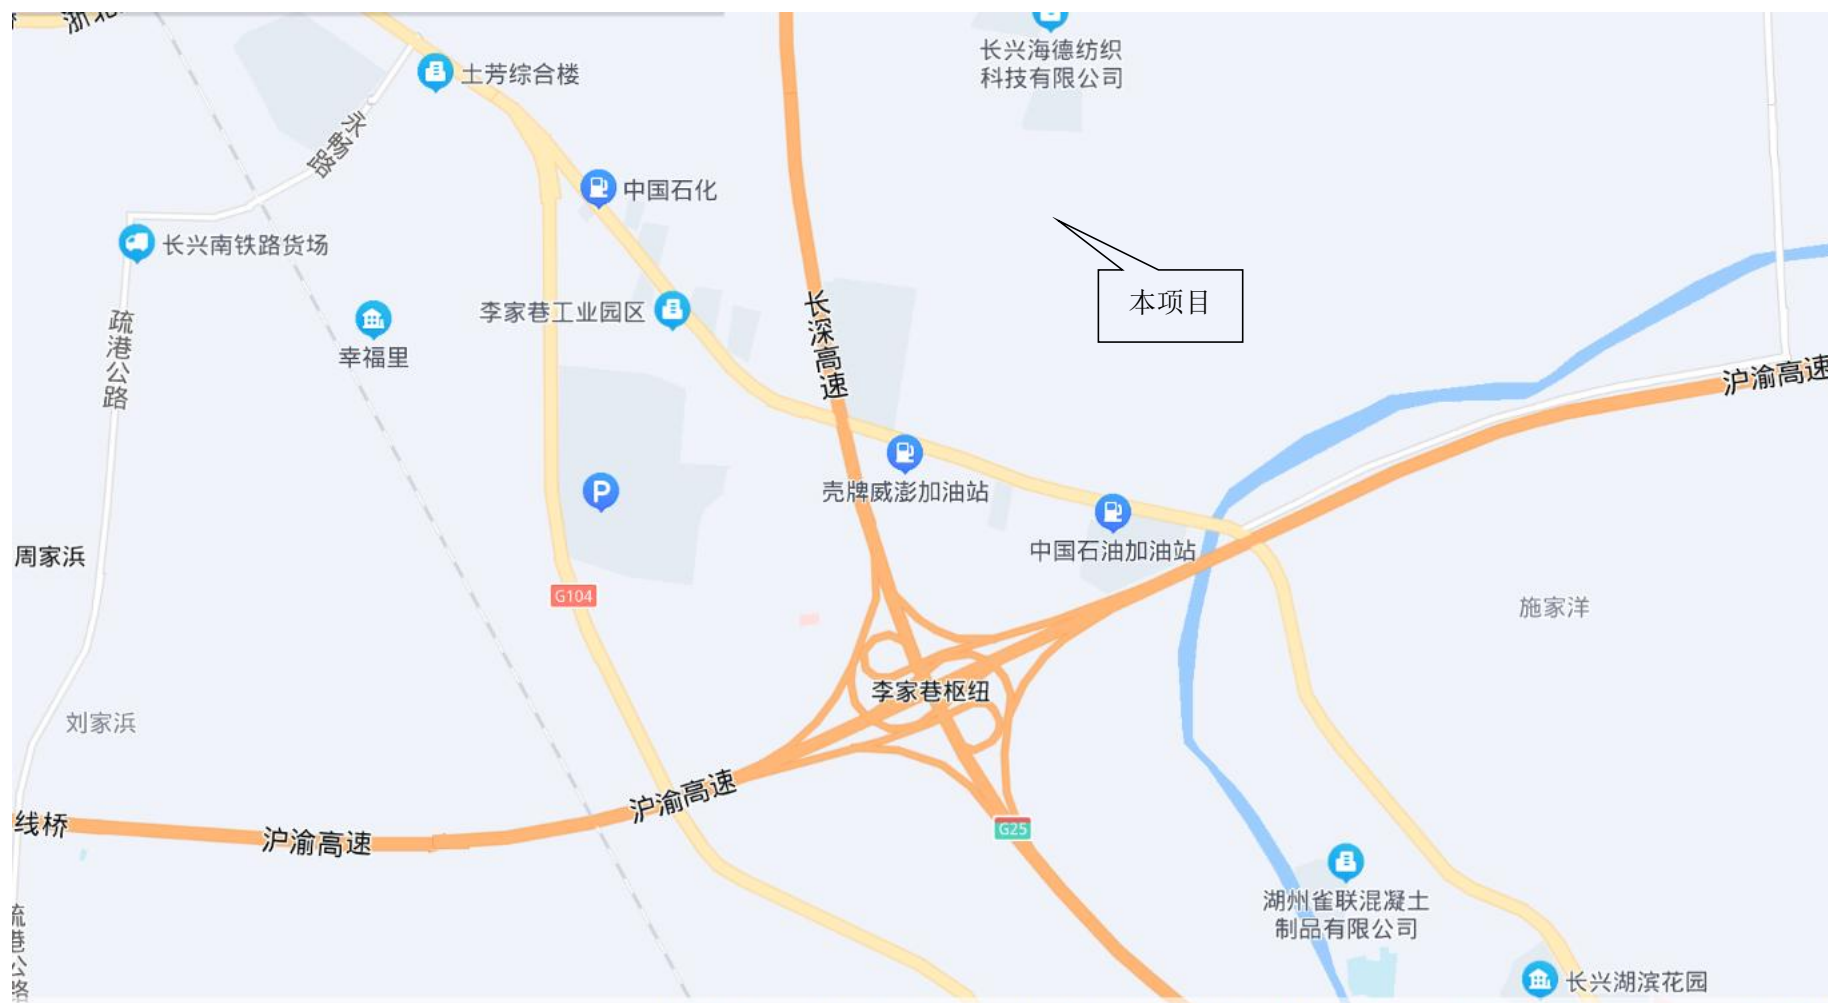 长兴海德纺织
科技有限公司
土芳综合楼
永畅路
中国石化
长兴南铁路货场
本项目
李家巷工业园区
长深高速
疏港公路
幸福里
沪渝高速
壳牌威澎加油站
中国石油加油站
P
周家浜
G104
施家洋
李家巷枢纽
刘家浜
沪渝高速
线桥
沪渝高速
G25
湖州雀联混凝土
制品有限公司
疏港公路
长兴湖滨花园